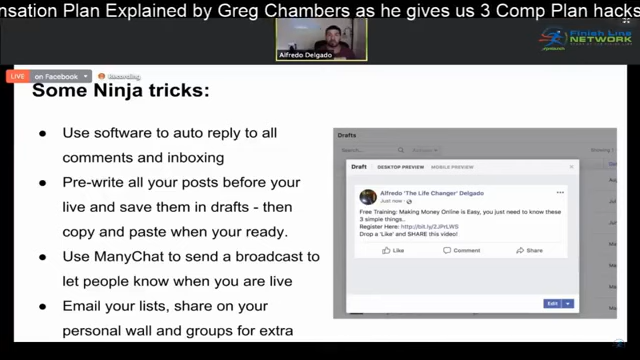 nsation Plan Explained by Greg Chambers as he gives us 3 Comp Plan hacks
Finish Line
NETWORK
Alfredo Delgado
LIVE on Facebook
Recording
Some Ninja tricks:
● Use software to auto reply to all
comments and inboxing
● Pre-write all your posts before your
live and save them in drafts - then
copy and paste when your ready.
● Use ManyChat to send a broadcast to
let people know when you are live
● Email your lists, share on your
personal wall and groups for extra
Drafts
Search...
Showing
Draft DESKTOP PREVIEW MOBILE PREVIEW
Alfredo 'The Life Changer' Delgado
Just now
Free Training: Making Money Online is Easy, you just need to know these
3 simple things..
Register Here: http://bit.ly/2JPrLWS
Drop a 'Like' and SHARE this video!
Like Comment Share
Edit